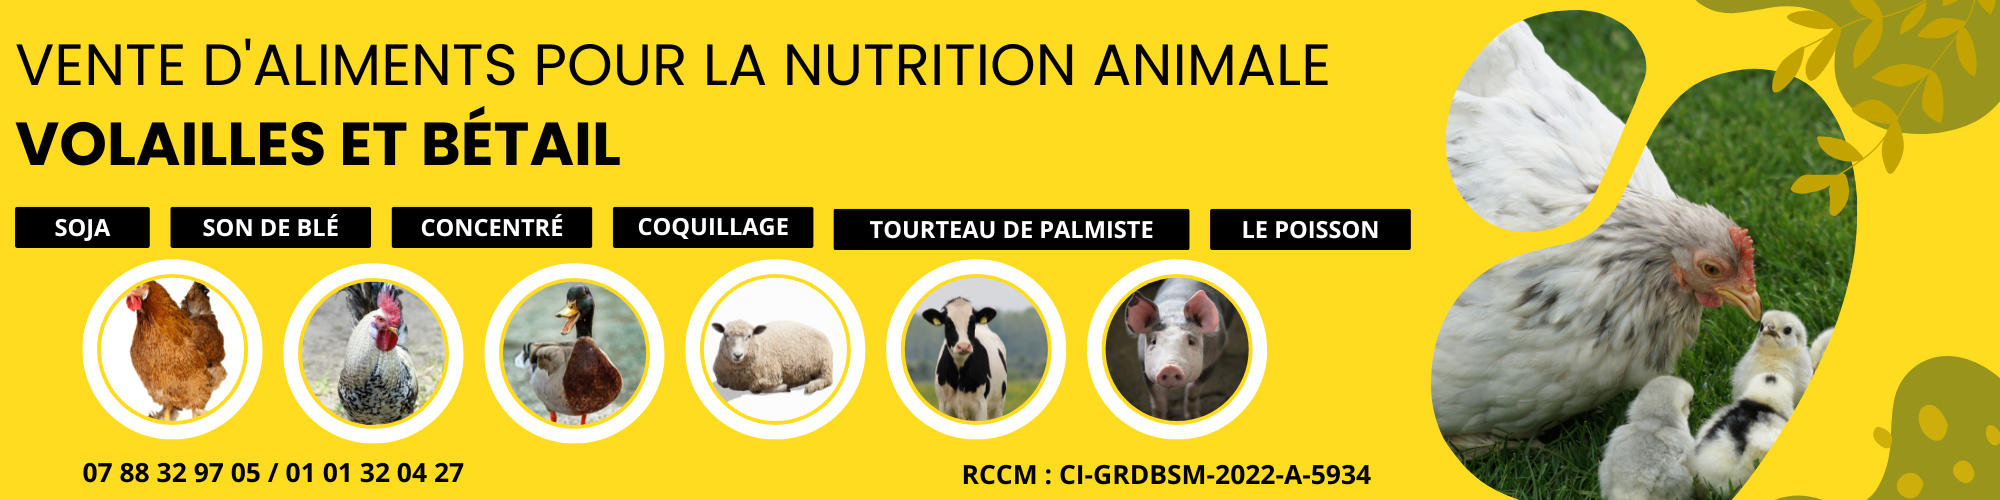 VENTE D'ALIMENTS POUR LA NUTRITION ANIMALE
VOLAILLES ET BÉTAIL
SOJA
SON DE BLÉ
CONCENTRÉ
COQUILLAGE
TOURTEAU DE PALMISTE
LE POISSON
07 88 32 97 05 / 01 01 32 04 27
RCCM : CI-GRDBSM-2022-A-5934